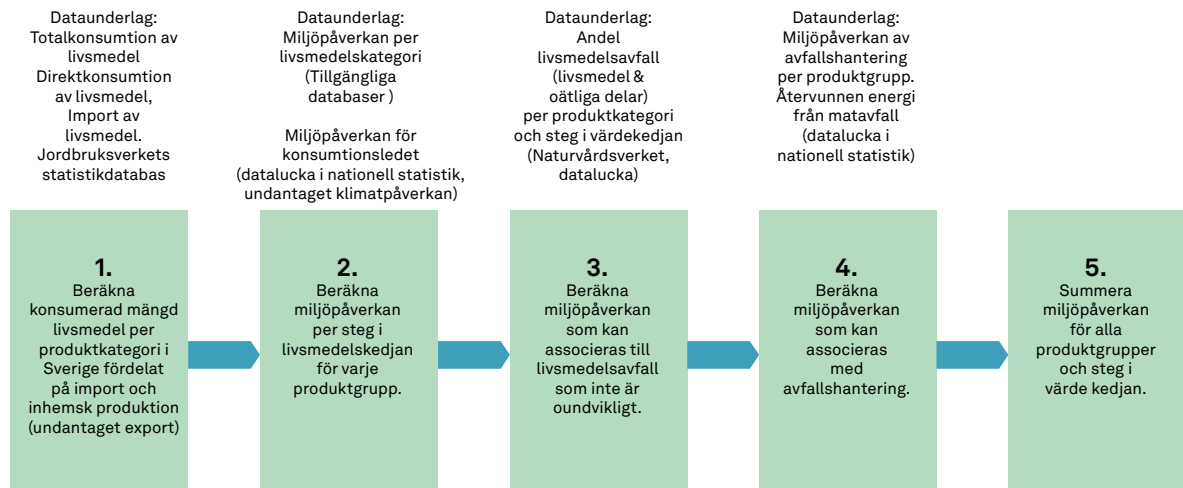 Dataunderlag:
Totalkonsumtion av
livsmedel
Direktkonsumtion
av livsmedel,
Import av
livsmedel.
Jordbruksverkets
statistikdatabas
Dataunderlag:
Miljöpåverkan per
livsmedelskategori
(Tillgängliga
databaser )
Miljöpåverkan för
konsumtionsledet
(datalucka i nationell statistik,
undantaget klimatpåverkan)
Dataunderlag:
Andel
livsmedelsavfall
(livsmedel &
oätliga delar)
per produktkategori
och steg i värdekedjan
(Naturvårdsverket,
datalucka)
Dataunderlag:
Miljöpåverkan av
avfallshantering
per produktgrupp.
Återvunnen energi
från matavfall
(datalucka i
nationell statistik)
1.
Beräkna
konsumerad mängd
livsmedel per
produktkategori i
Sverige fördelat
på import och
inhemsk produktion
(undantaget export)
2.
Beräkna
miljöpåverkan
per steg i
livsmedelskedjan
för varje
produktgrupp.
3.
Beräkna
miljöpåverkan
som kan
associeras till
livsmedelsavfall
som inte är
oundvikligt.
4.
Beräkna
miljöpåverkan
som kan
associeras
med
avfallshantering.
5.
Summera
miljöpåverkan
för alla
produktgrupper
och steg i
värde kedjan.